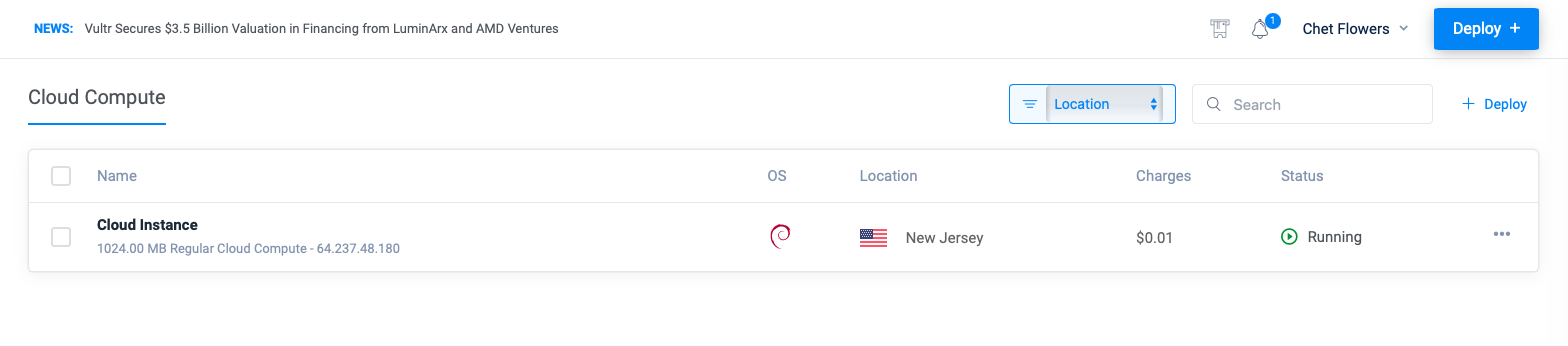 NEWS: Vultr Secures $3.5 Billion Valuation in Financing from LuminArx and AMD Ventures
1
Chet Flowers
Deploy +
Cloud Compute
Location
Search
+ Deploy
Name OS Location Charges Status
Cloud Instance
1024.00 MB Regular Cloud Compute - 64.237.48.180
New Jersey
$0.01
Running